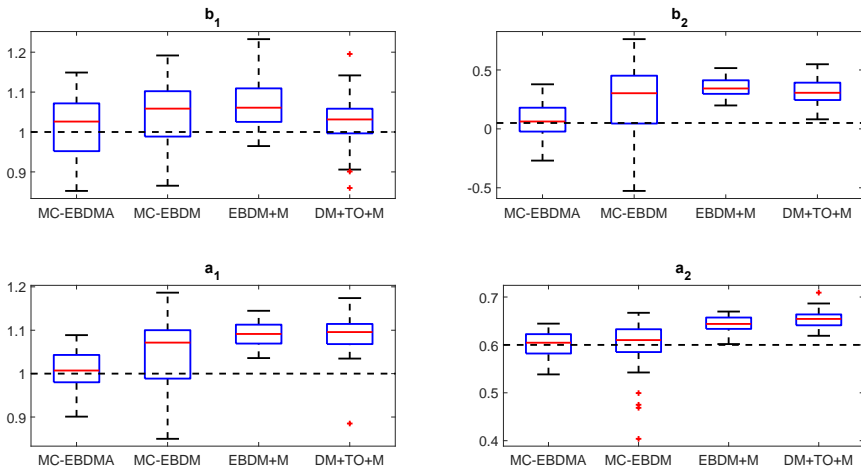 b1
1.2
1.1
1
0.9
MC-EBDMA MC-EBDM EBDM+M DM+TO+M
b2
0.5
0
-0.5
MC-EBDMA MC-EBDM EBDM+M DM+TO+M
a1
1.2
1.1
1
0.9
MC-EBDMA MC-EBDM EBDM+M DM+TO+M
a2
0.7
0.6
0.5
0.4
MC-EBDMA MC-EBDM EBDM+M DM+TO+M